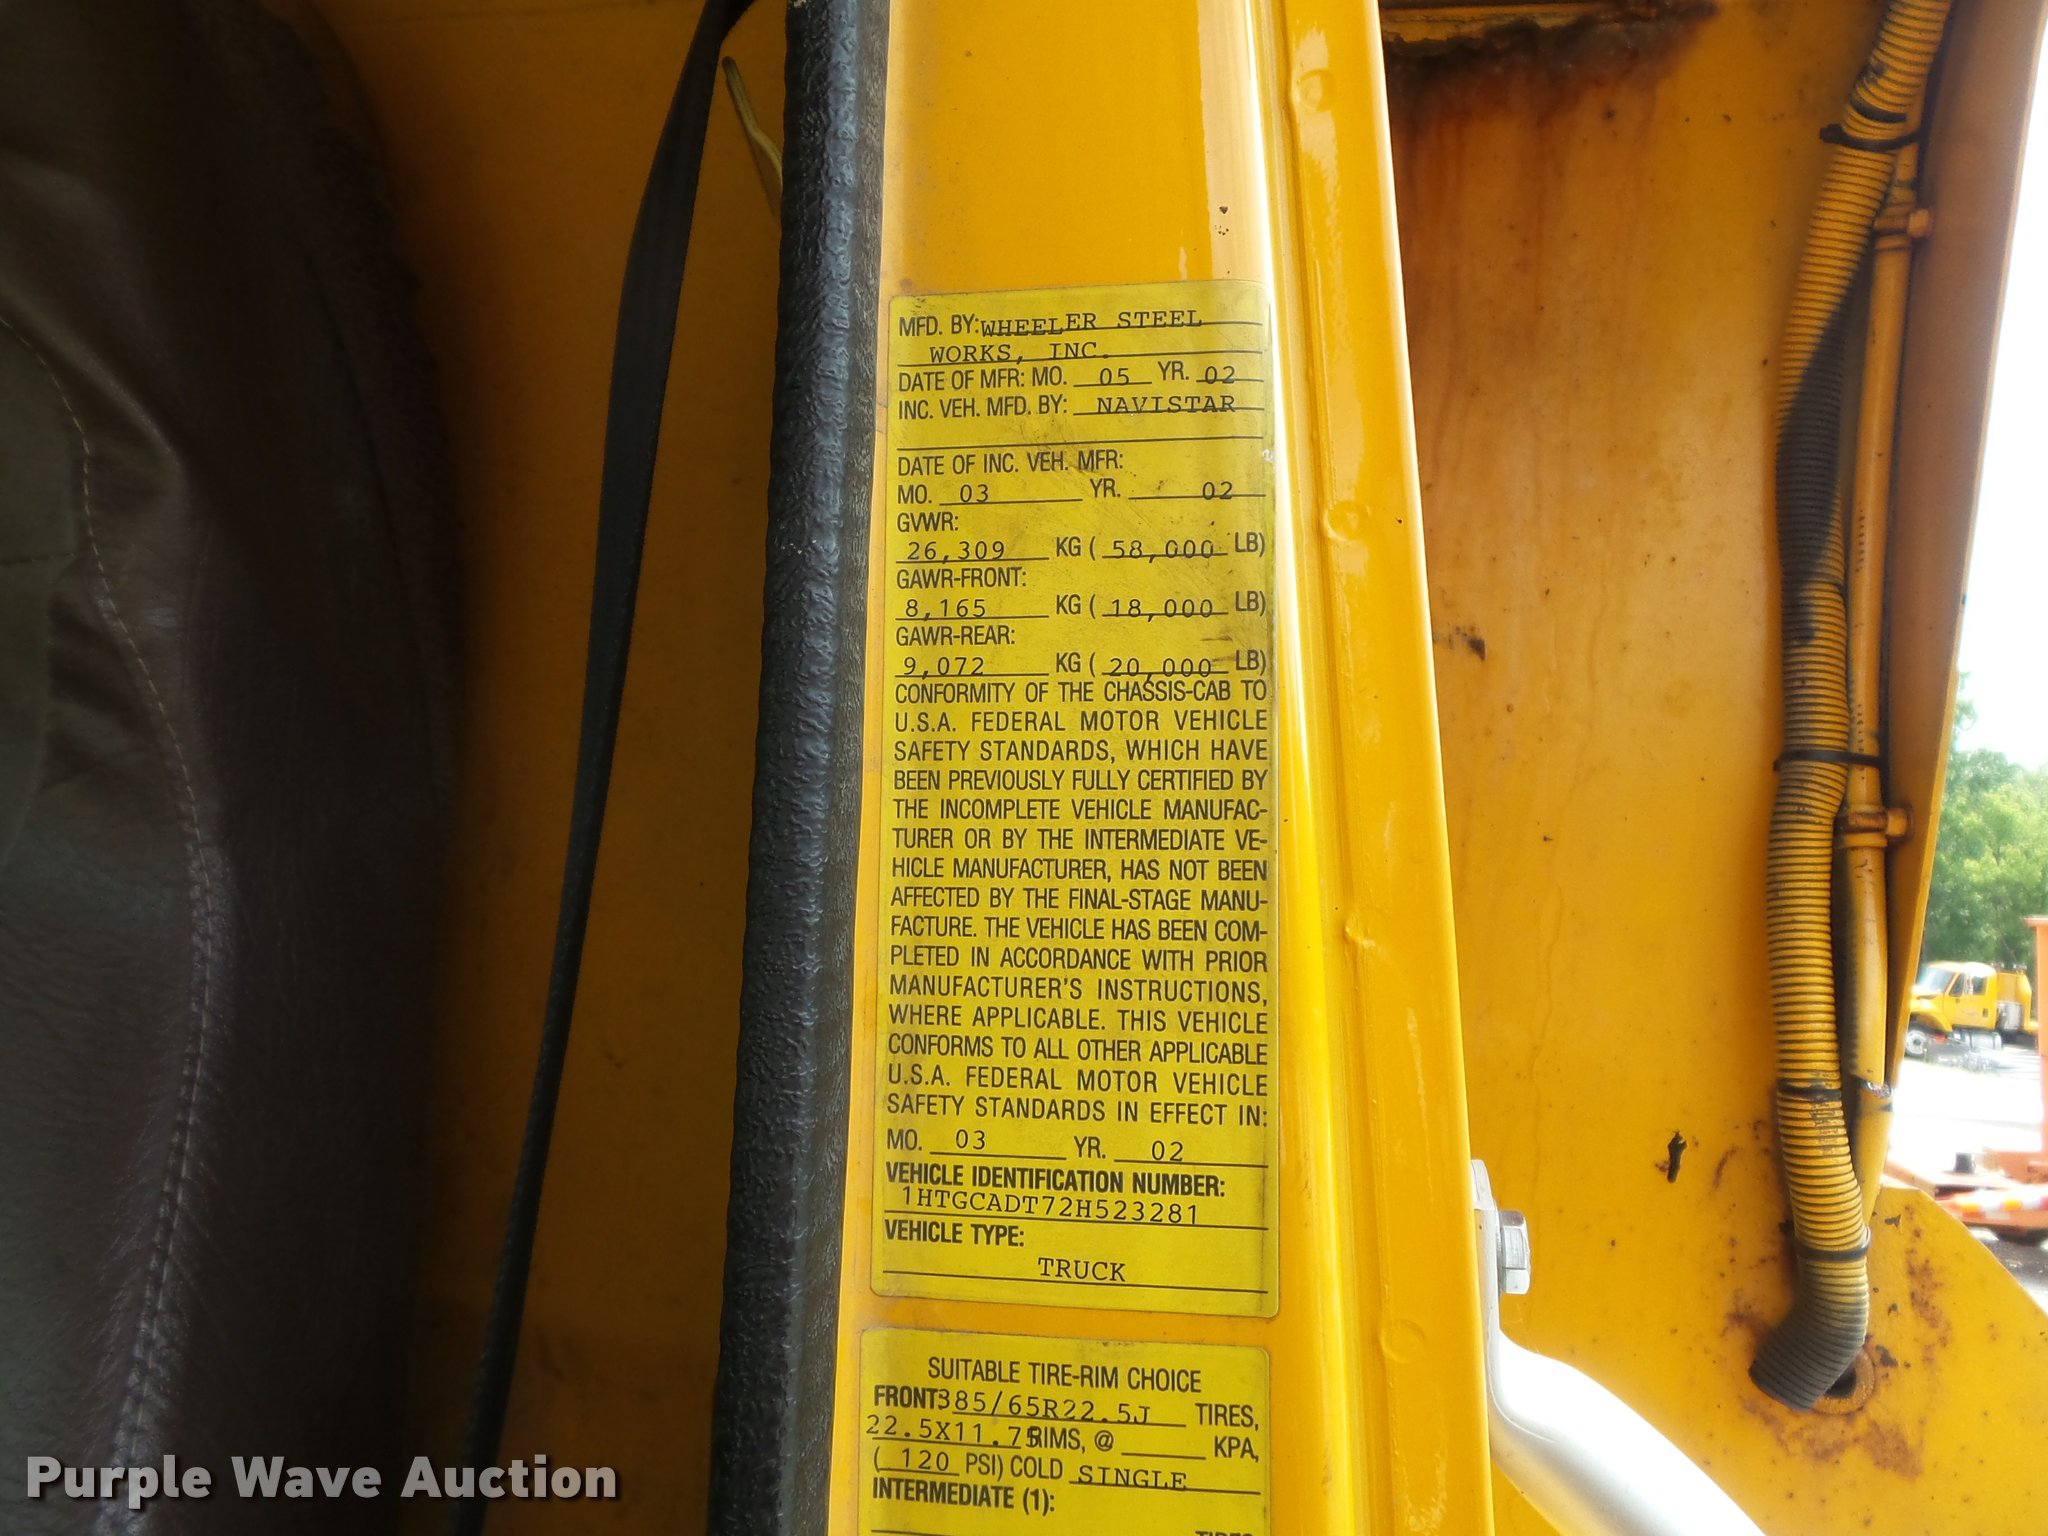 MFD. BY: WHEELER STEEL
WORKS, INC.
DATE OF MFR: MO. 05 YR. 02
INC. VEH. MFD. BY: NAVISTAR
DATE OF INC. VEH. MFR:
MO. 03 YR. 02
GVWR:
26,309 KG ( 58,000 LB)
GAWR-FRONT:
8,165 KG ( 18,000 LB)
GAWR-REAR:
9,072 KG ( 20,000 LB)
CONFORMITY OF THE CHASSIS-CAB TO
U.S.A. FEDERAL MOTOR VEHICLE
SAFETY STANDARDS, WHICH HAVE
BEEN PREVIOUSLY FULLY CERTIFIED BY
THE INCOMPLETE VEHICLE MANUFAC-
TURER OR BY THE INTERMEDIATE VE-
HICLE MANUFACTURER, HAS NOT BEEN
AFFECTED BY THE FINAL-STAGE MANU-
FACTURE. THE VEHICLE HAS BEEN COM-
PLETED IN ACCORDANCE WITH PRIOR
MANUFACTURER'S INSTRUCTIONS,
WHERE APPLICABLE. THIS VEHICLE
CONFORMS TO ALL OTHER APPLICABLE
U.S.A. FEDERAL MOTOR VEHICLE
SAFETY STANDARDS IN EFFECT IN:
MO. 03 YR. 02
VEHICLE IDENTIFICATION NUMBER:
1HTGCADT72H523281
VEHICLE TYPE:
TRUCK
SUITABLE TIRE-RIM CHOICE
FRONT: 385/65R22.5J TIRES,
22.5X11.75 RIMS, @ KPA,
( 120 PSI) COLD SINGLE
INTERMEDIATE (1):
TIRES
Purple Wave Auction